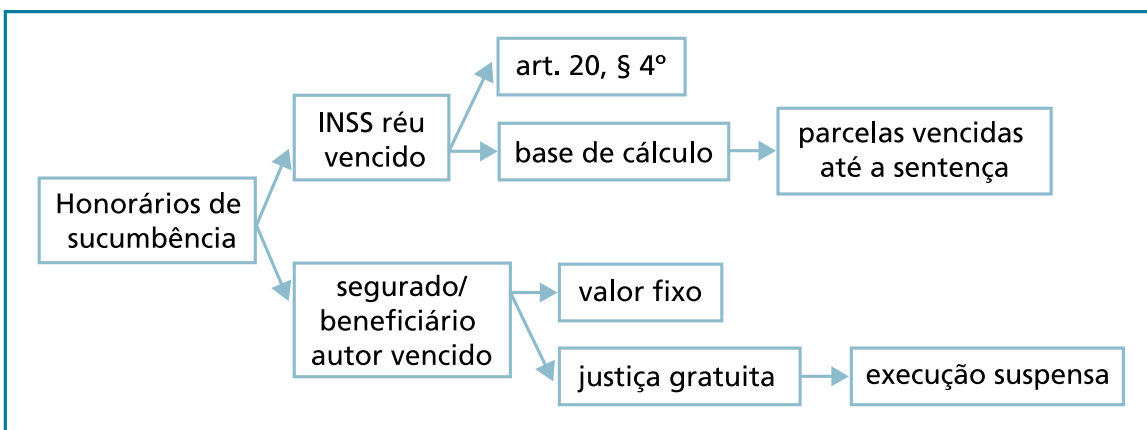 Honorários de
sucumbência
INSS réu
vencido
art. 20, § 4º
base de cálculo
parcelas vencidas
até a sentença
segurado/
beneficiário
autor vencido
valor fixo
justiça gratuita
execução suspensa